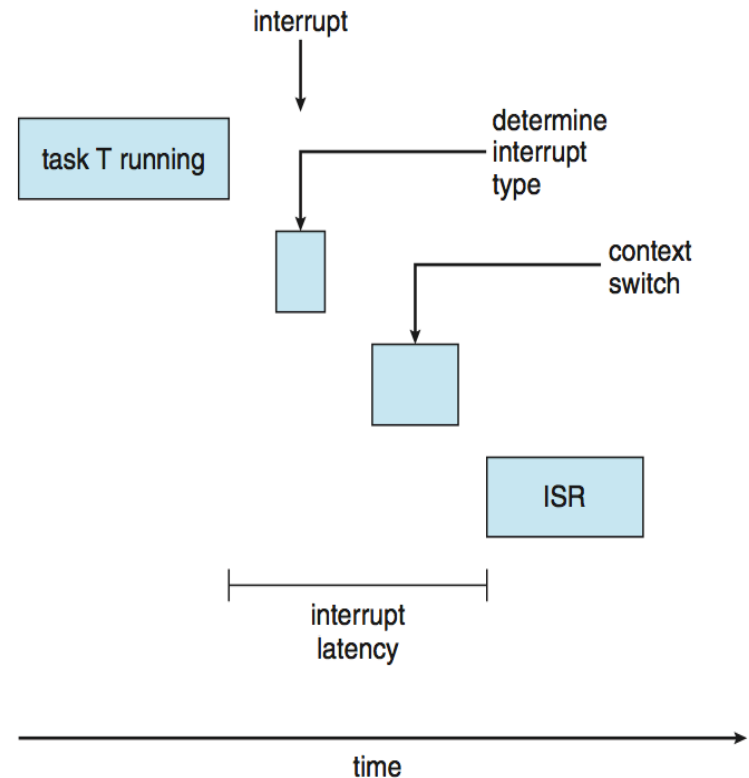 interrupt
task T running
determine
interrupt
type
context
switch
ISR
interrupt
latency
time